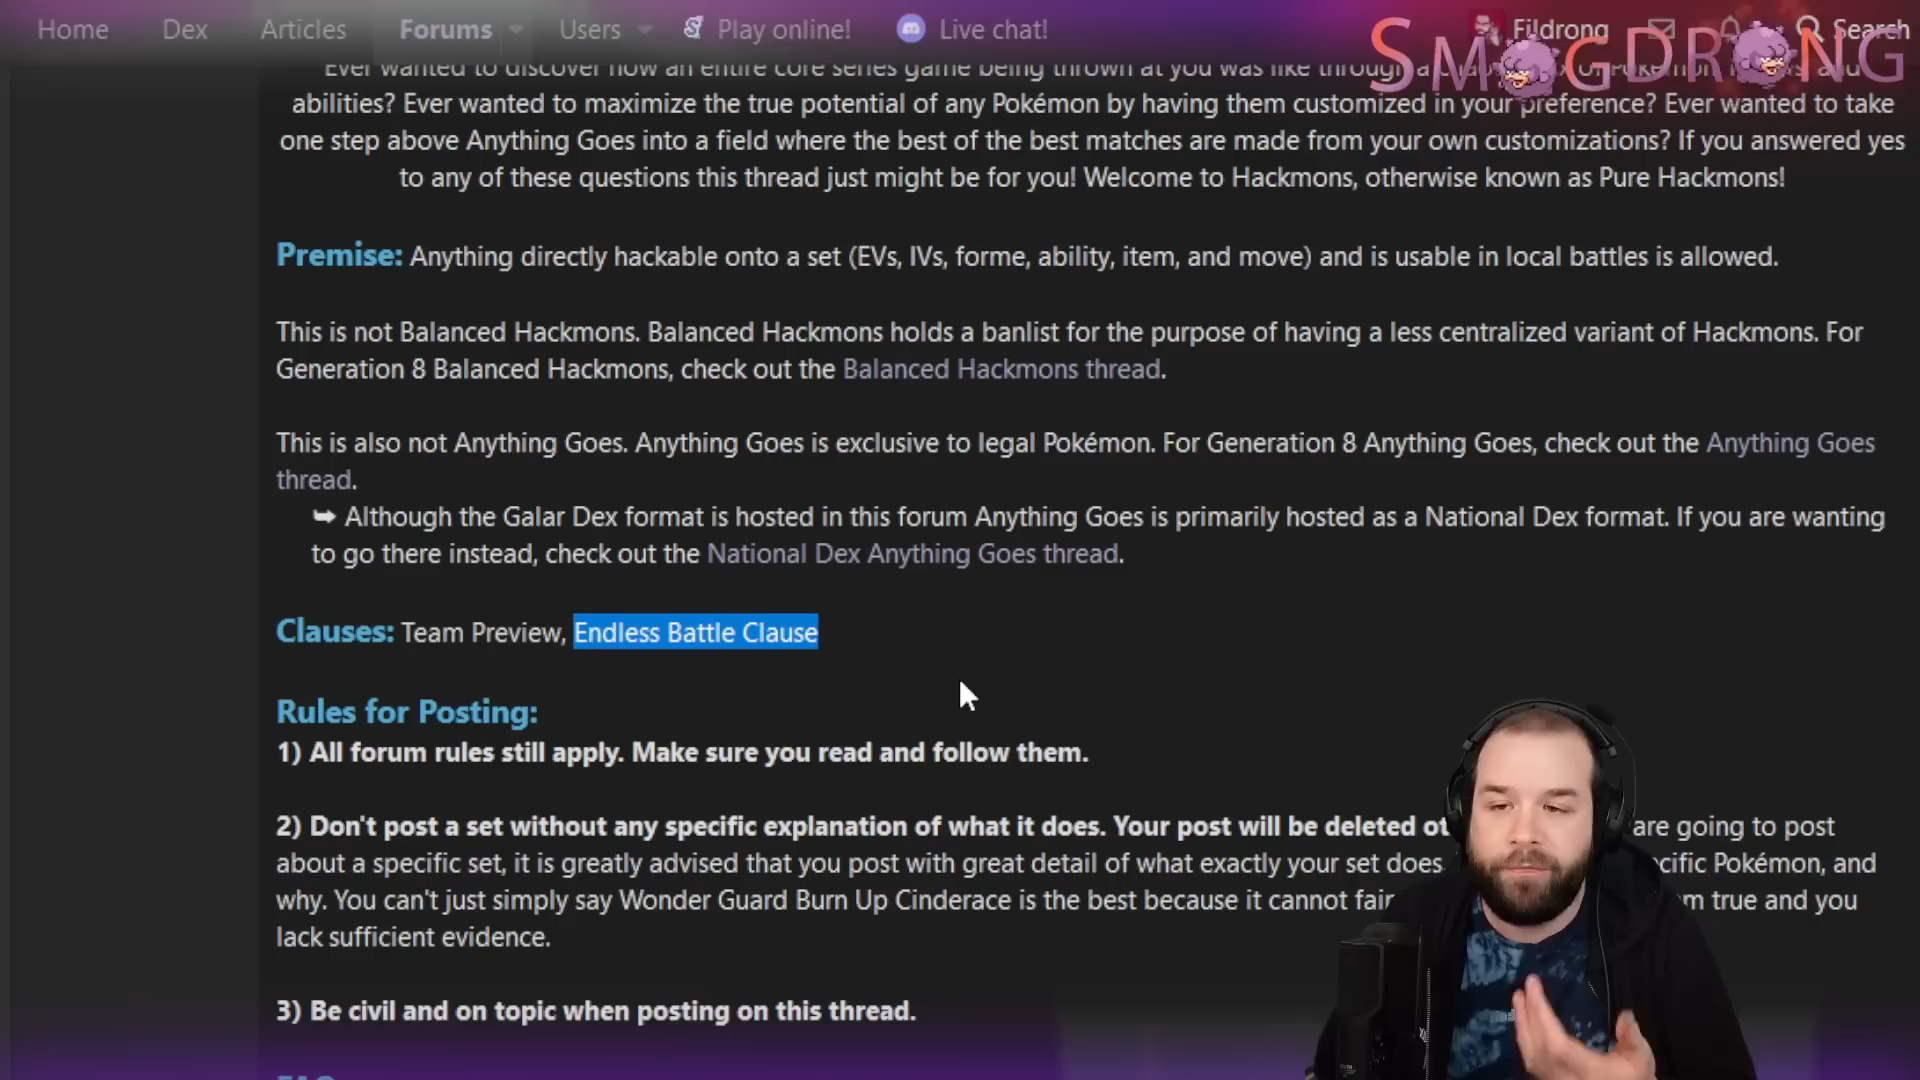 Home Dex Articles Forums Users Play online! Live chat! Fildrong Search
SMOGDRONG
Ever wanted to discover how an entire core series game being thrown at you was like through a
abilities? Ever wanted to maximize the true potential of any Pokémon by having them customized in your preference? Ever wanted to take
one step above Anything Goes into a field where the best of the best matches are made from your own customizations? If you answered yes
to any of these questions this thread just might be for you! Welcome to Hackmons, otherwise known as Pure Hackmons!
Premise: Anything directly hackable onto a set (EVs, IVs, forme, ability, item, and move) and is usable in local battles is allowed.
This is not Balanced Hackmons. Balanced Hackmons holds a banlist for the purpose of having a less centralized variant of Hackmons. For
Generation 8 Balanced Hackmons, check out the Balanced Hackmons thread.
This is also not Anything Goes. Anything Goes is exclusive to legal Pokémon. For Generation 8 Anything Goes, check out the Anything Goes
thread.
➥ Although the Galar Dex format is hosted in this forum Anything Goes is primarily hosted as a National Dex format. If you are wanting
to go there instead, check out the National Dex Anything Goes thread.
Clauses: Team Preview, Endless Battle Clause
Rules for Posting:
1) All forum rules still apply. Make sure you read and follow them.
2) Don't post a set without any specific explanation of what it does. Your post will be deleted ot are going to post
about a specific set, it is greatly advised that you post with great detail of what exactly your set does cific Pokémon, and
why. You can't just simply say Wonder Guard Burn Up Cinderace is the best because it cannot fair m true and you
lack sufficient evidence.
3) Be civil and on topic when posting on this thread.